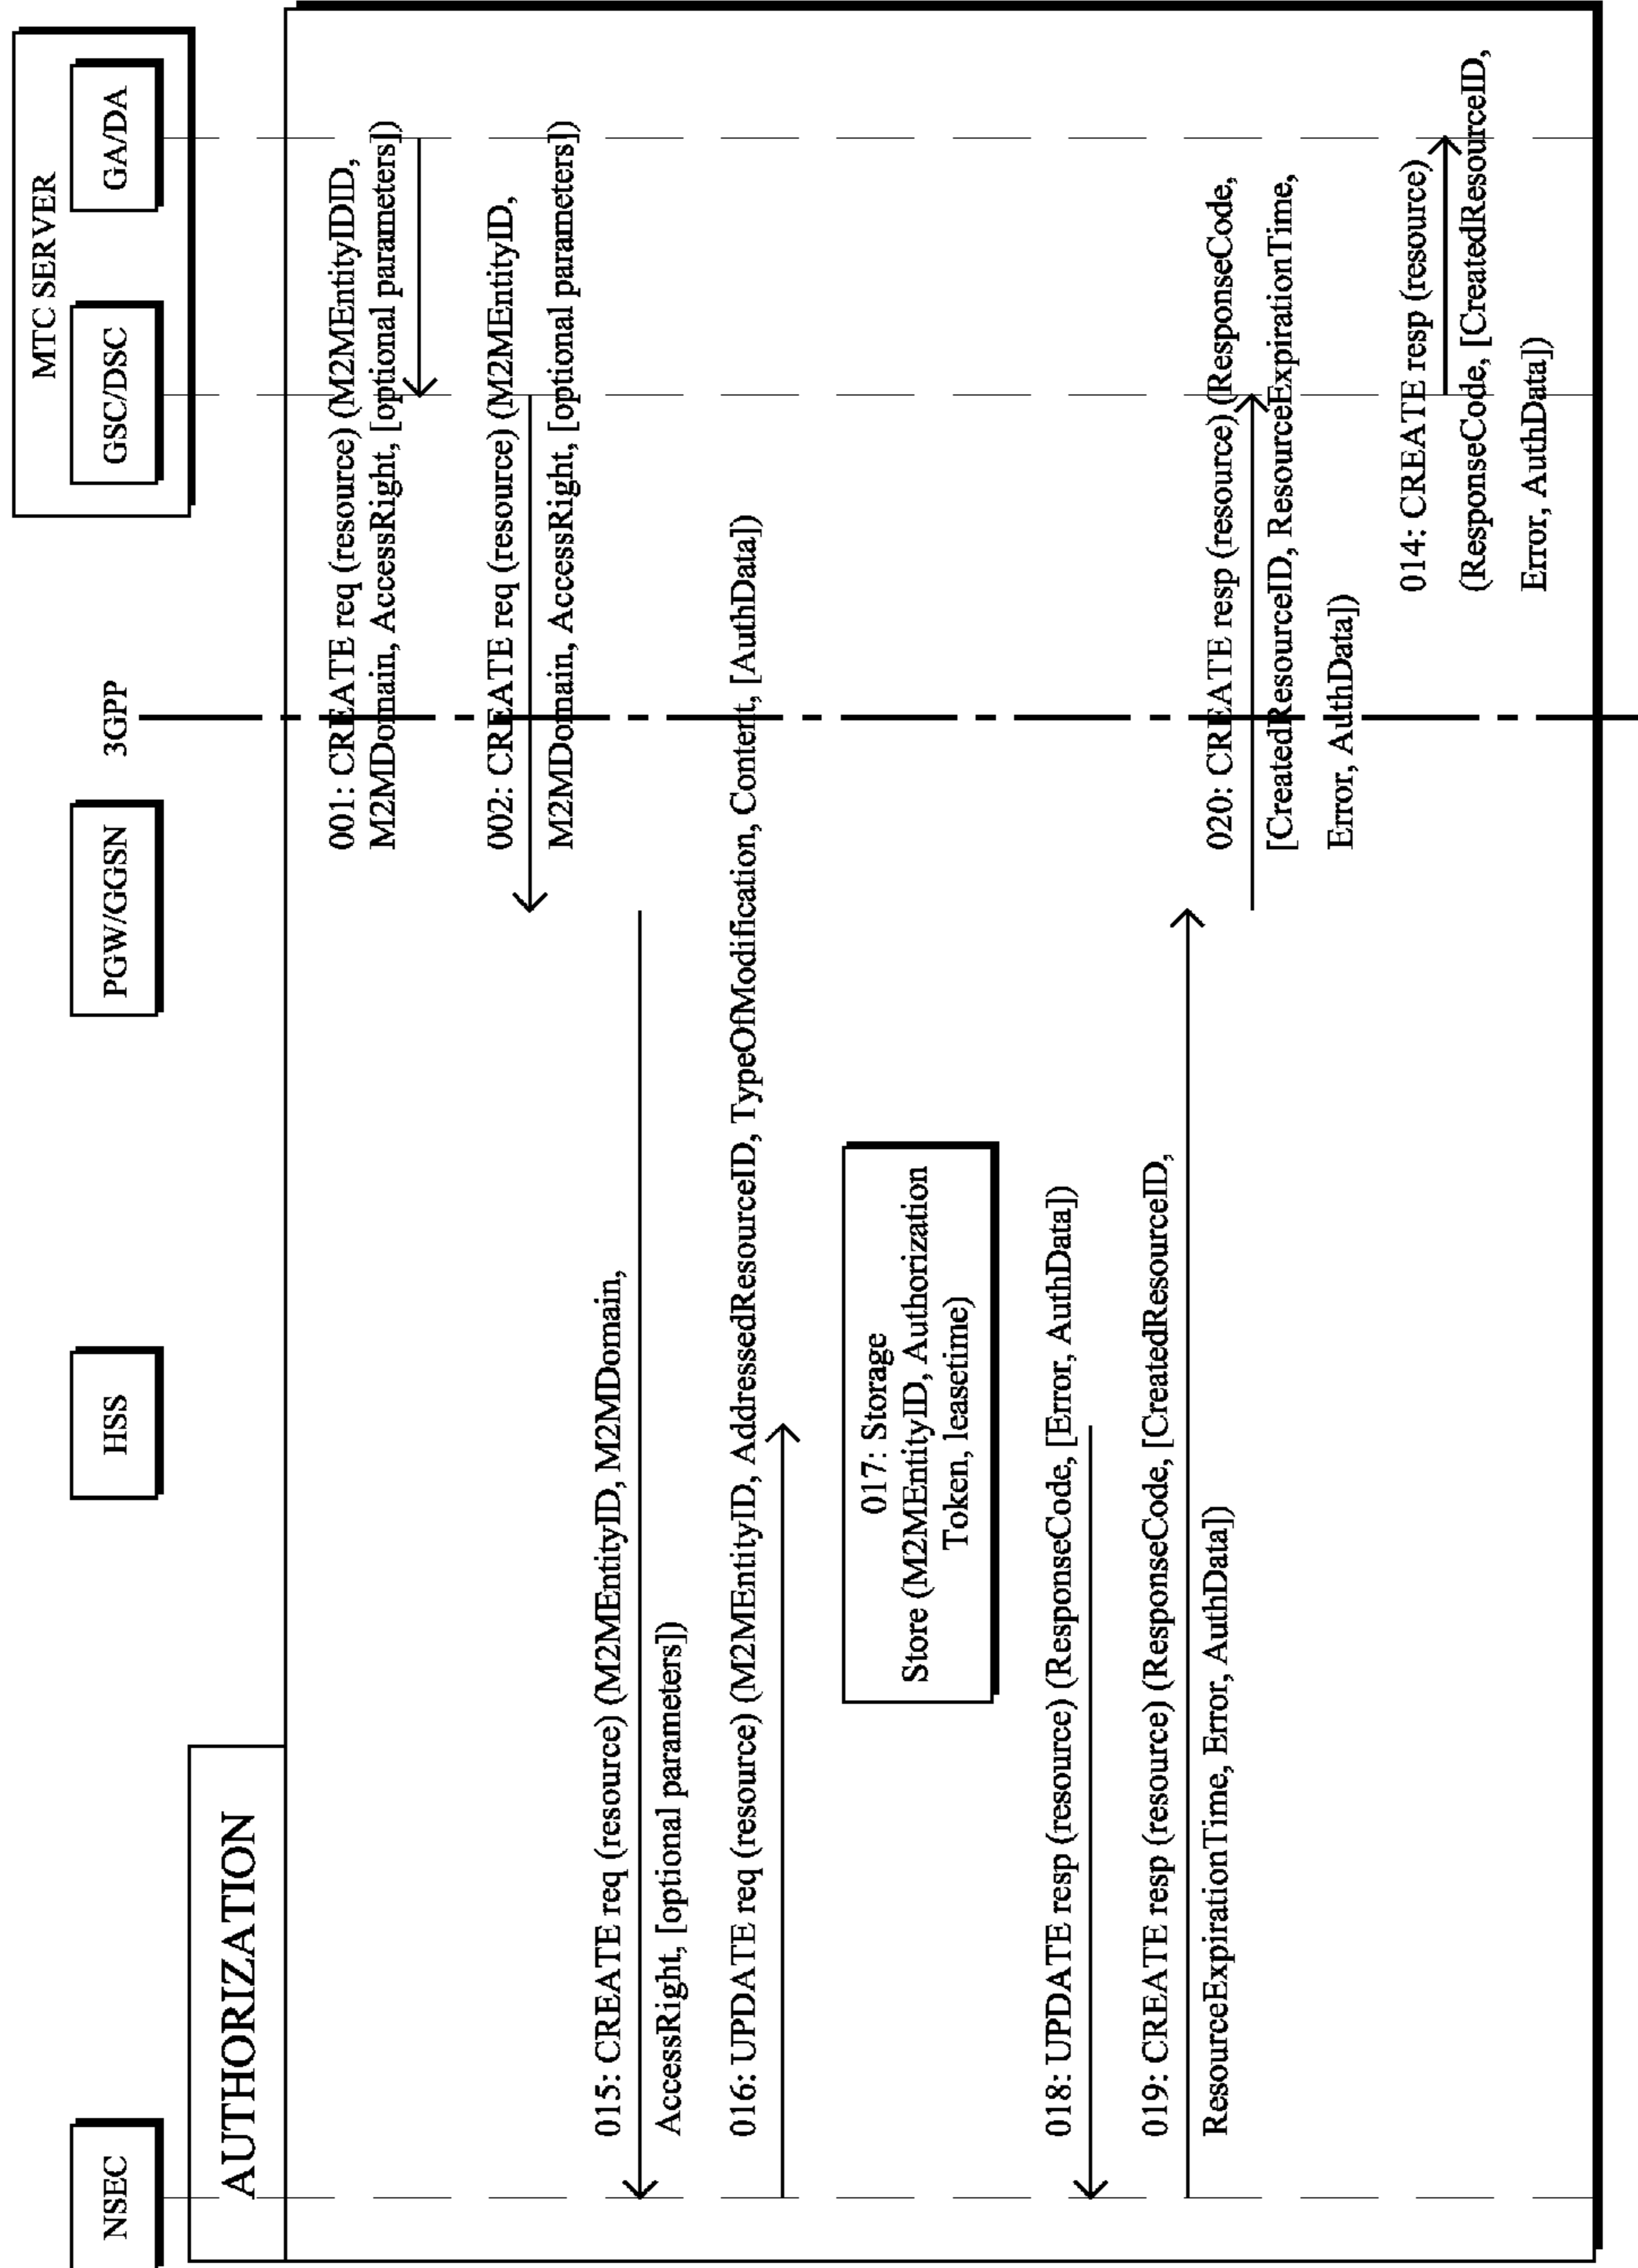 NSEC
HSS
PGW/GGSN
3GPP
MTC SERVER
GSC/DSC
GA/DA
AUTHORIZATION
001: CREATE req (resource) (M2MEntityIDD,
M2MDomain, AccessRight, [optional parameters])
002: CREATE req (resource) (M2MEntityID,
M2MDomain, AccessRight, [optional parameters])
015: CREATE req (resource) (M2MEntityID, M2MDomain,
AccessRight, [optional parameters])
016: UPDATE req (resource) (M2MEntityID, AddressedResourceID, TypeOfModification, Content, [AuthData])
017: Storage
Store (M2MEntityID, Authorization
Token, leasetime)
018: UPDATE resp (resource) (ResponseCode, [Error, AuthData])
019: CREATE resp (resource) (ResponseCode, [CreatedResourceID,
ResourceExpirationTime, Error, AuthData])
020: CREATE resp (resource) (ResponseCode,
[CreatedResourceID, ResourceExpirationTime,
Error, AuthData])
014: CREATE resp (resource)
(ResponseCode, [CreatedResourceID,
Error, AuthData])